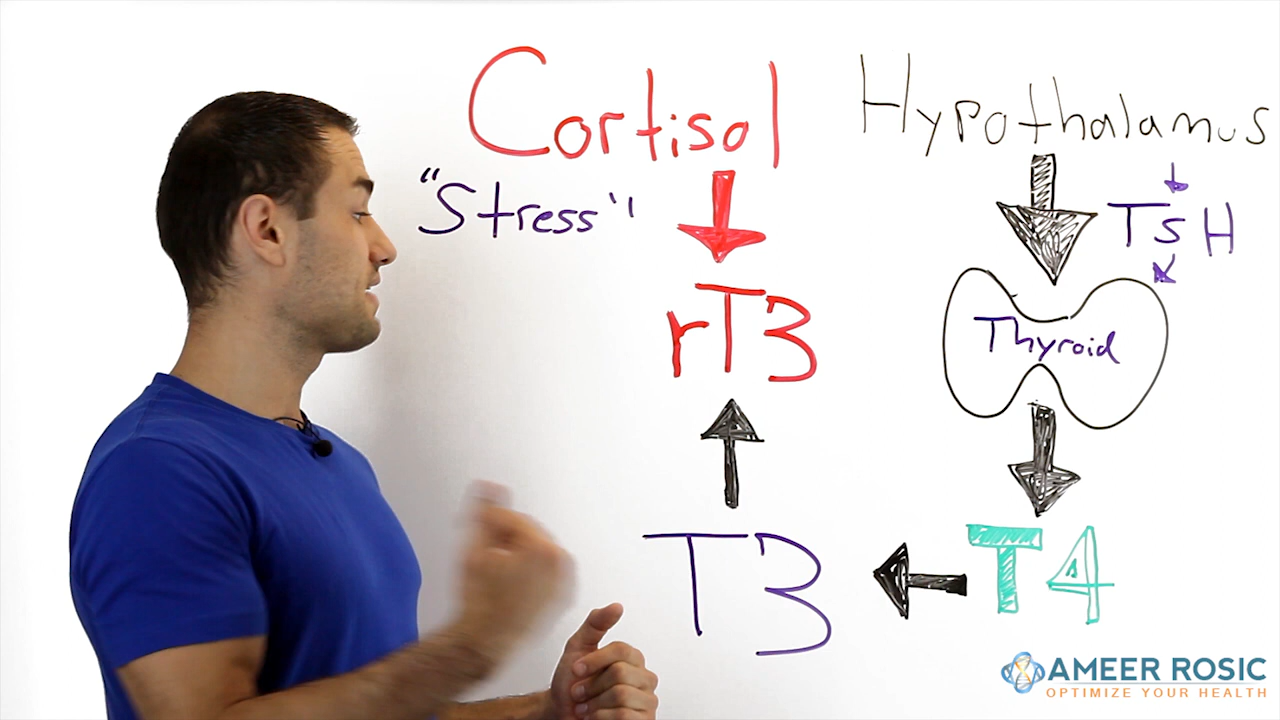 Cortisol
"Stress"
rT3
T3
Hypothalamus
TsH
Thyroid
T4
AMEER ROSIC
OPTIMIZE YOUR HEALTH